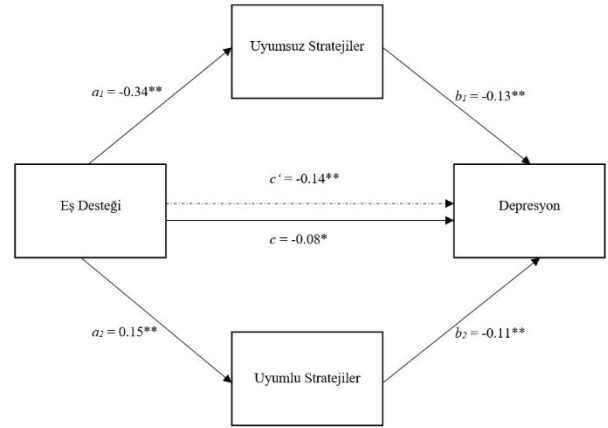 Uyumsuz Stratejiler
a₁ = -0.34**
b₁ = -0.13**
Eş Desteği
c‘ = -0.14**
c = -0.08*
Depresyon
a₂ = 0.15**
b₂ = -0.11**
Uyumlu Stratejiler